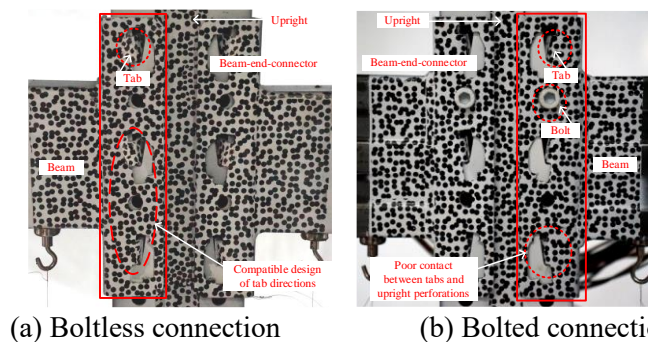 Upright
Beam-end-connector
Tab
Beam
Compatible design
of tab directions
(a) Boltless connection
Upright
Beam-end-connector
Tab
Bolt
Beam
Poor contact
between tabs and
upright perforations
(b) Bolted connecti